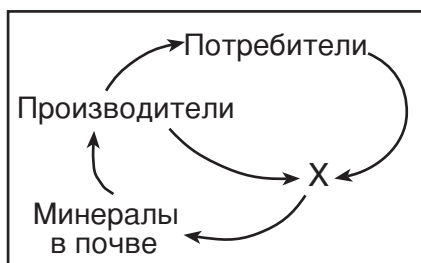 Потребители
Производители
X
Минералы
в почве